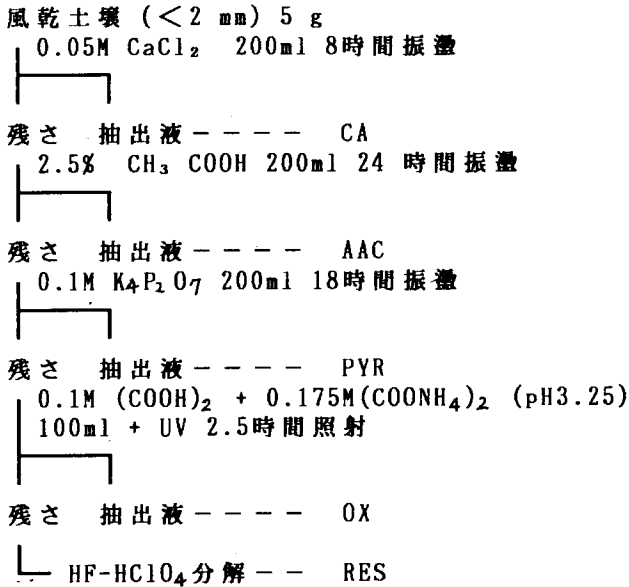 風乾土壌 (<2 mm) 5 g
0.05M CaCl₂ 200ml 8時間振盪
残さ 抽出液---- CA
2.5% CH₃ COOH 200ml 24 時間振盪
残さ 抽出液---- AAC
0.1M K₄P₂O₇ 200ml 18時間振盪
残さ 抽出液---- PYR
0.1M (COOH)₂ + 0.175M(COONH₄)₂ (pH3.25)
100ml + UV 2.5時間照射
残さ 抽出液---- OX
HF-HClO₄分解-- RES